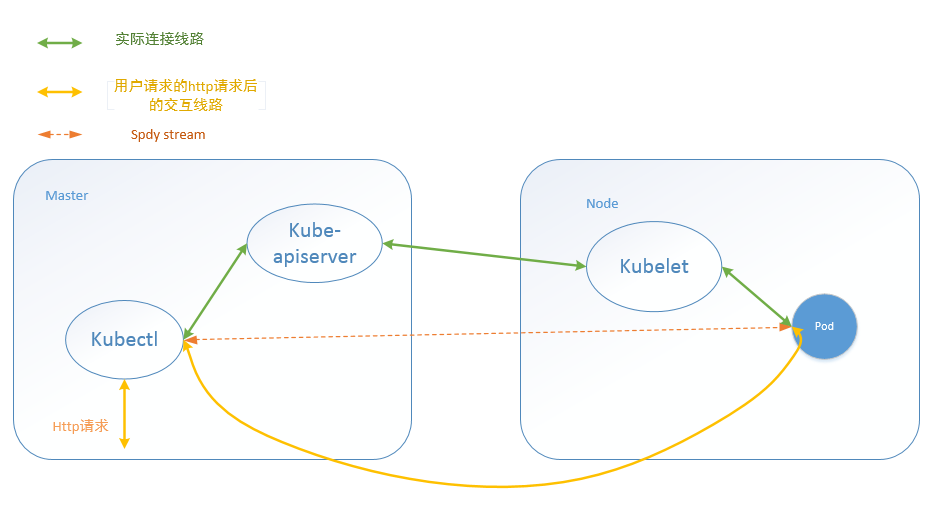 实际连接线路
用户请求的http请求后
的交互线路
Spdy stream
Master
Node
Kube-
apiserver
Kubelet
Pod
Kubectl
Http请求